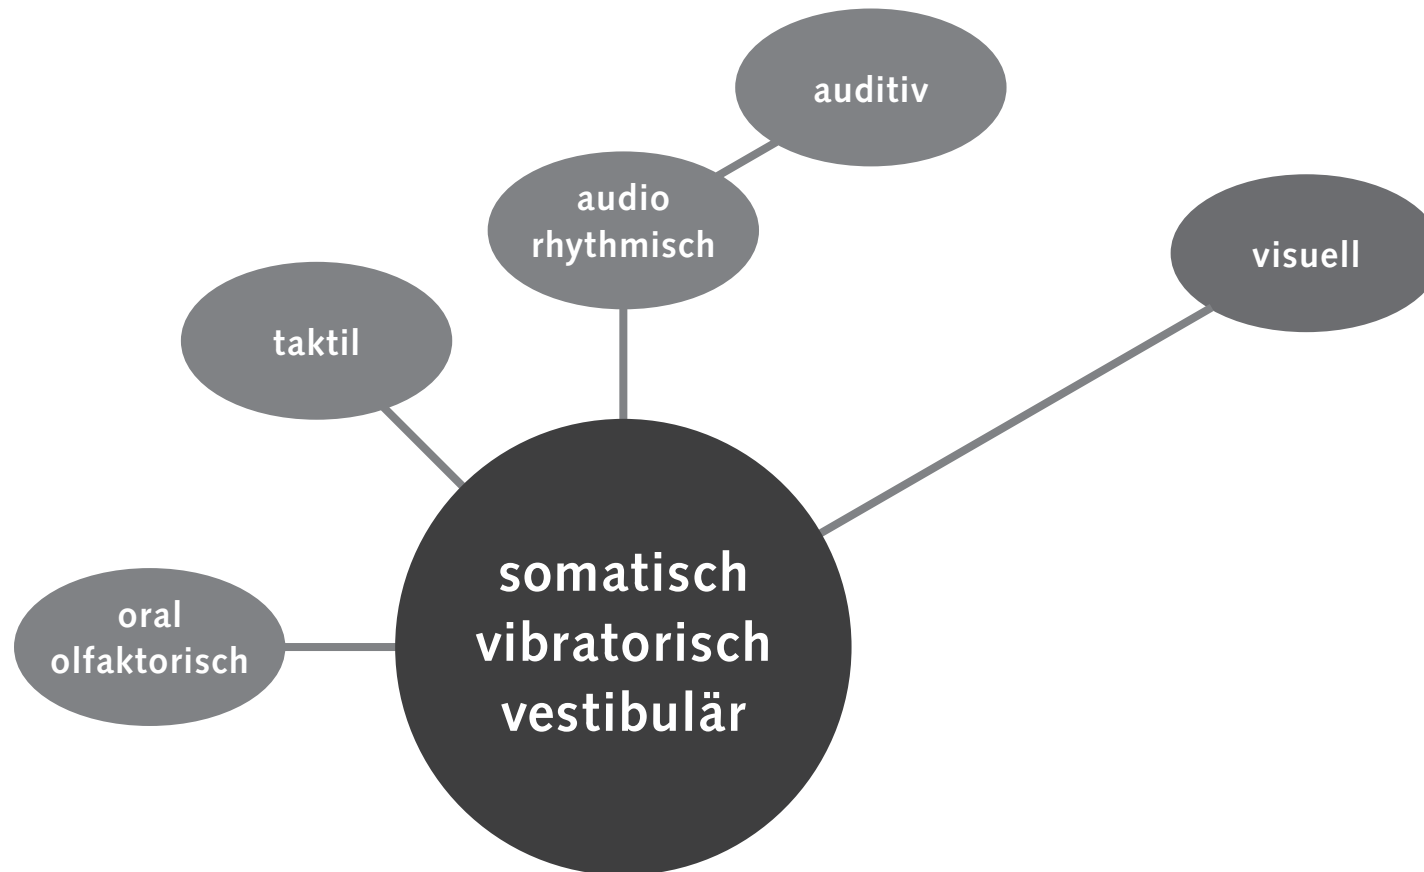 auditiv
audio
rhythmisch
visuell
taktil
somatisch
vibratorisch
vestibulär
oral
olfaktorisch